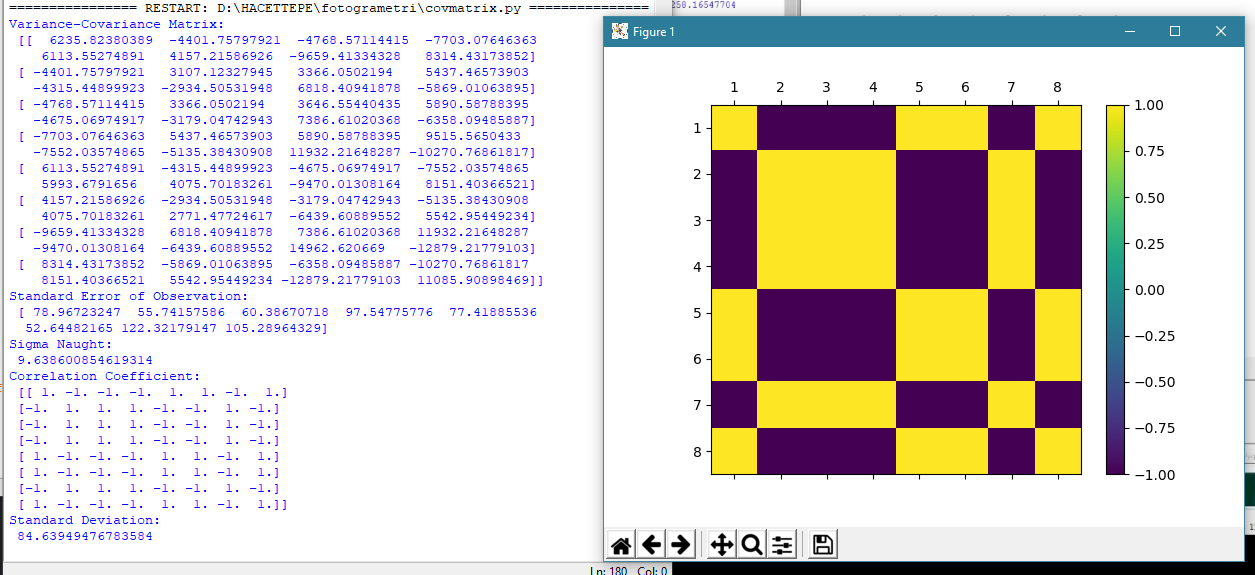 ================ RESTART: D:\HACETTEPE\fotogrametri\covmatrix.py ===============
Variance-Covariance Matrix:
[[  6235.82380389  -4401.75797921  -4768.57114415  -7703.07646363
6113.55274891   4157.21586926  -9659.41334328   8314.43173852]
[ -4401.75797921   3107.12327945   3366.0502194    5437.46573903
-4315.44899923  -2934.50531948   6818.40941878  -5869.01063895]
[ -4768.57114415   3366.0502194    3646.55440435   5890.58788395
-4675.06974917  -3179.04742943   7386.61020368  -6358.09485887]
[ -7703.07646363   5437.46573903   5890.58788395   9515.5650433
-7552.03574865  -5135.38430908  11932.21648287 -10270.76861817]
[  6113.55274891  -4315.44899923  -4675.06974917  -7552.03574865
5993.6791656    4075.70183261  -9470.01308164   8151.40366521]
[  4157.21586926  -2934.50531948  -3179.04742943  -5135.38430908
4075.70183261   2771.47724617  -6439.60889552   5542.95449234]
[ -9659.41334328   6818.40941878   7386.61020368  11932.21648287
-9470.01308164  -6439.60889552  14962.620669   -12879.21779103]
[  8314.43173852  -5869.01063895  -6358.09485887 -10270.76861817
8151.40366521   5542.95449234 -12879.21779103  11085.90898469]]
Standard Error of Observation:
[ 78.96723247  55.74157586  60.38670718  97.54775776  77.41885536
52.64482165 122.32179147 105.28964329]
Sigma Naught:
9.638600854619314
Correlation Coefficient:
[[ 1. -1. -1. -1.  1.  1. -1.  1.]
[-1.  1.  1.  1. -1. -1.  1. -1.]
[-1.  1.  1.  1. -1. -1.  1. -1.]
[-1.  1.  1.  1. -1. -1.  1. -1.]
[ 1. -1. -1. -1.  1.  1. -1.  1.]
[ 1. -1. -1. -1.  1.  1. -1.  1.]
[-1.  1.  1.  1. -1. -1.  1. -1.]
[ 1. -1. -1. -1.  1.  1. -1.  1.]]
Standard Deviation:
84.63949476783584
Ln: 180 Col: 0
258.16547704
Figure 1
1 2 3 4 5 6 7 8
1
2
3
4
5
6
7
8
1.00
0.75
0.50
0.25
0.00
−0.25
−0.50
−0.75
−1.00